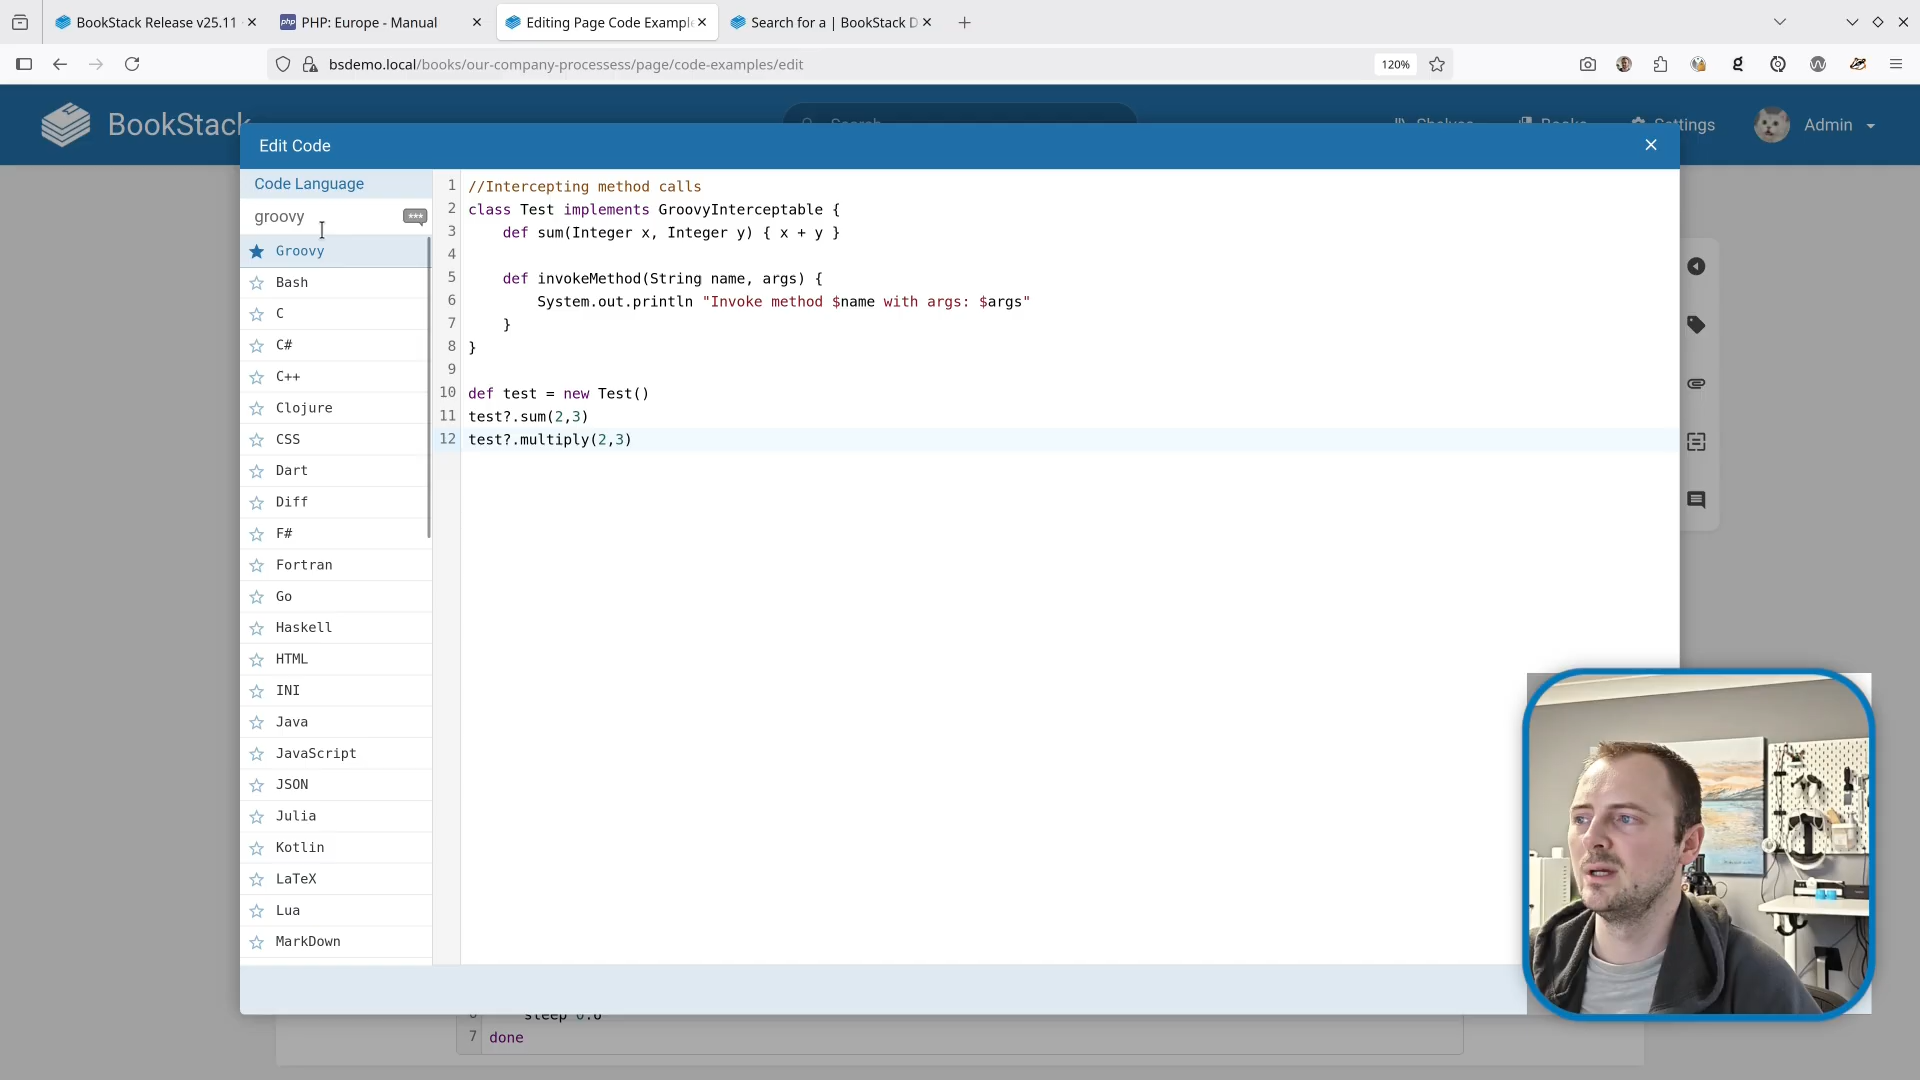 BookStack Release v25.11
PHP: Europe - Manual
Editing Page Code Exampl
Search for a | BookStack D
bsdemo.local/books/our-company-processess/page/code-examples/edit
120%
BookStack
Search
Shelves
Books
Settings
Admin
Edit Code
Code Language
groovy
Groovy
Bash
C
C#
C++
Clojure
CSS
Dart
Diff
F#
Fortran
Go
Haskell
HTML
INI
Java
JavaScript
JSON
Julia
Kotlin
LaTeX
Lua
MarkDown
1 //Intercepting method calls
2 class Test implements GroovyInterceptable {
3     def sum(Integer x, Integer y) { x + y }
4
5     def invokeMethod(String name, args) {
6         System.out.println "Invoke method $name with args: $args"
7     }
8 }
9
10 def test = new Test()
11 test?.sum(2,3)
12 test?.multiply(2,3)
7 done